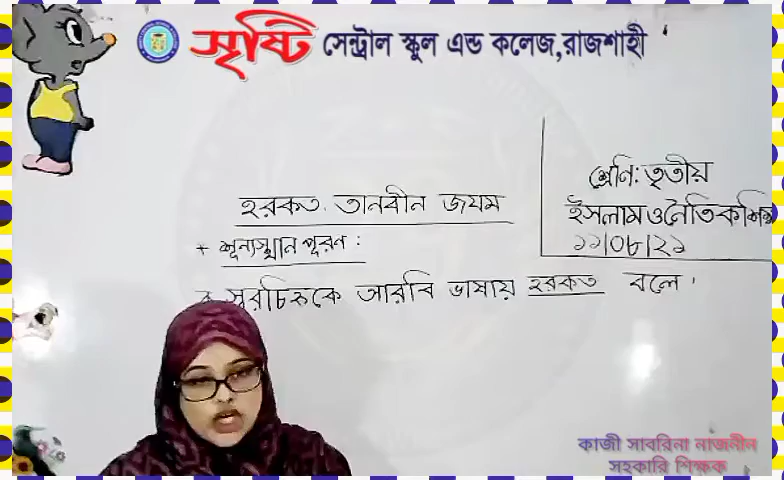 সৃষ্টি সেন্ট্রাল স্কুল এন্ড কলেজ,রাজশাহী
শ্রেণি: তৃতীয়
ইসলাম ও নৈতিক শিক্ষা
১১/০৮/২১
হরকত. তানবীন জযম
+ শূন্যস্থান পূরণ :
ক স্বরচিহ্নকে আরবি ভাষায় হরকত বলে ।
কাজী সাবরিনা নাজনীন
সহকারি শিক্ষক